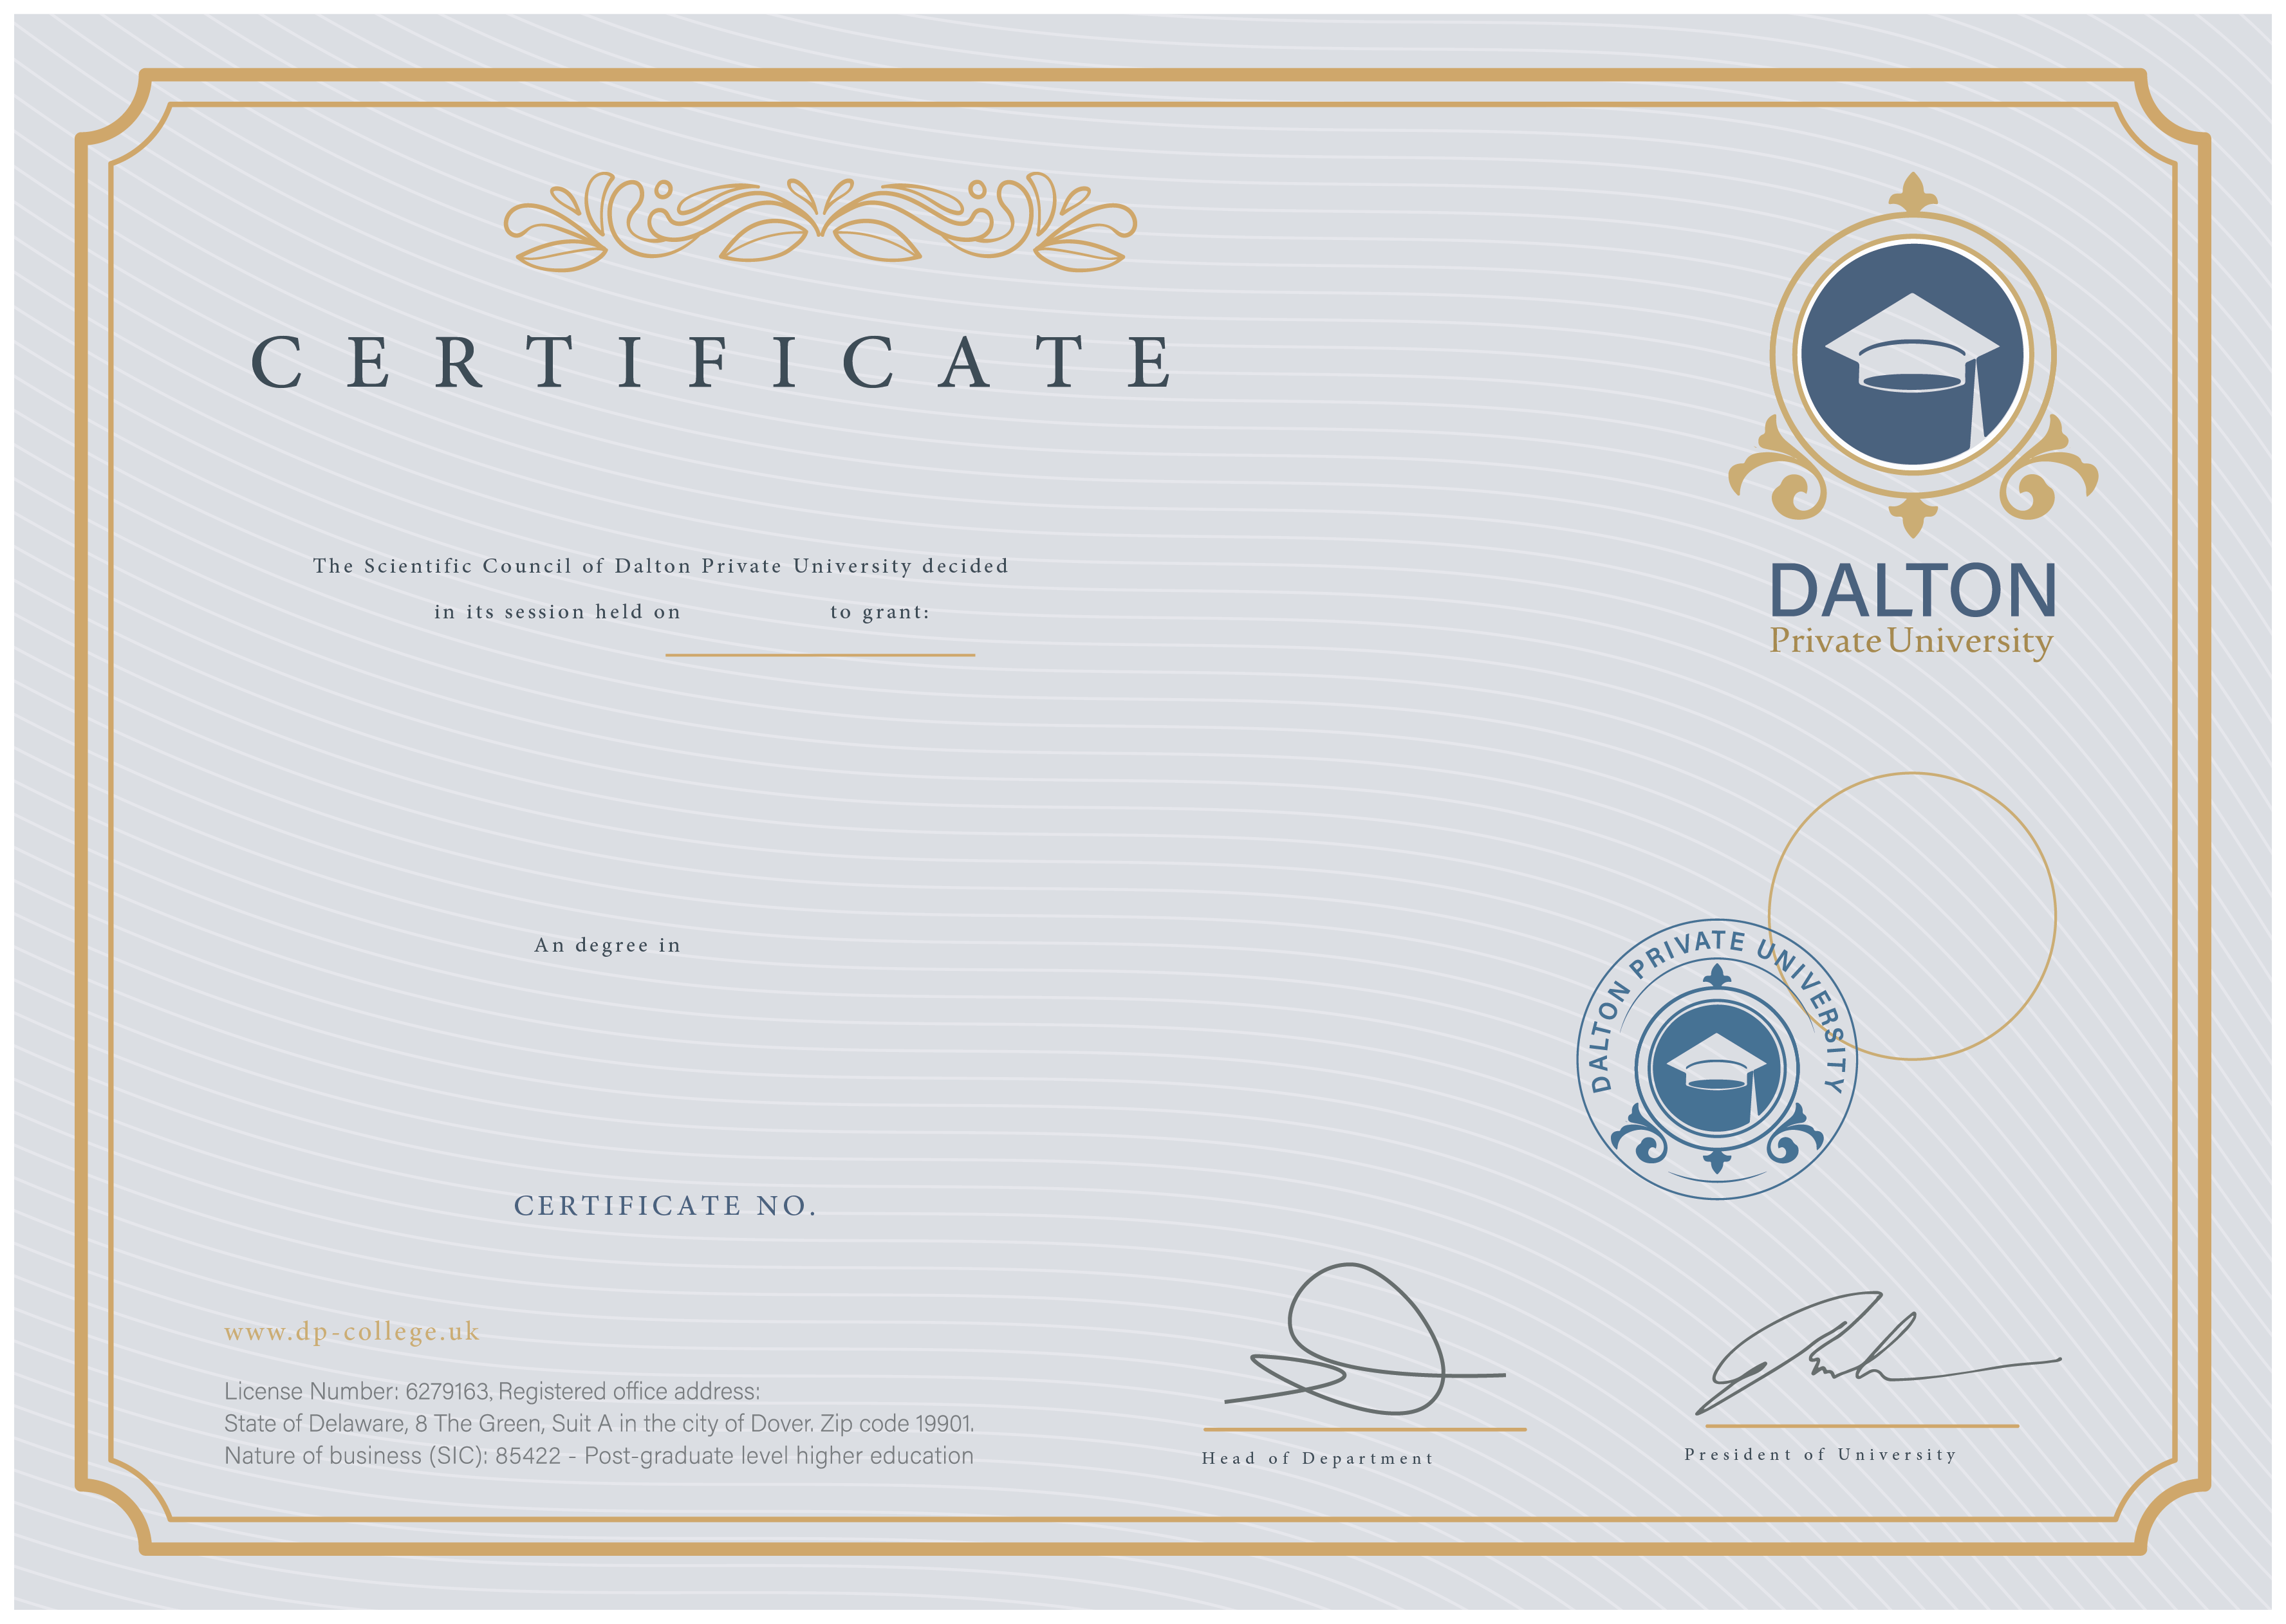 CERTIFICATE
DALTON
Private University
The Scientific Council of Dalton Private University decided
in its session held on to grant:
An degree in
DALTON PRIVATE UNIVERSITY
CERTIFICATE NO.
www.dp-college.uk
License Number: 6279163, Registered office address:
State of Delaware, 8 The Green, Suit A in the city of Dover. Zip code 19901.
Nature of business (SIC): 85422 - Post-graduate level higher education
Head of Department
President of University